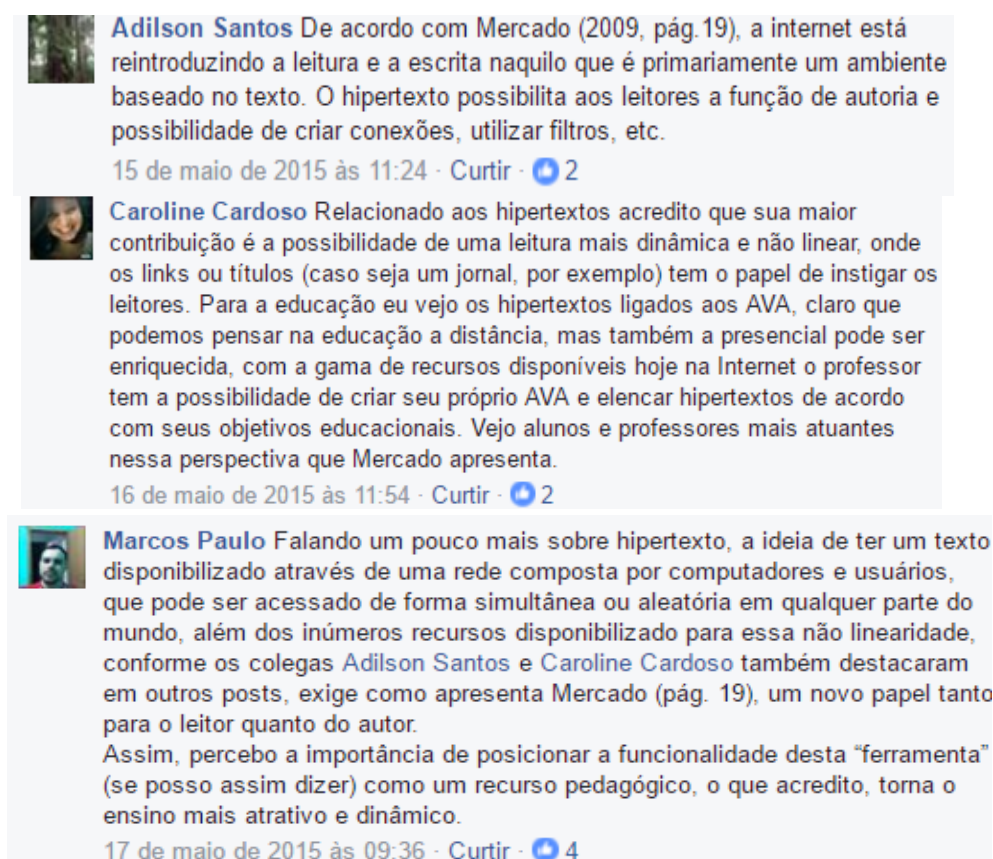 Adilson Santos De acordo com Mercado (2009, pág.19), a internet está
reintroduzindo a leitura e a escrita naquilo que é primariamente um ambiente
baseado no texto. O hipertexto possibilita aos leitores a função de autoria e
possibilidade de criar conexões, utilizar filtros, etc.
15 de maio de 2015 às 11:24 · Curtir · 2
Caroline Cardoso Relacionado aos hipertextos acredito que sua maior
contribuição é a possibilidade de uma leitura mais dinâmica e não linear, onde
os links ou títulos (caso seja um jornal, por exemplo) tem o papel de instigar os
leitores. Para a educação eu vejo os hipertextos ligados aos AVA, claro que
podemos pensar na educação a distância, mas também a presencial pode ser
enriquecida, com a gama de recursos disponíveis hoje na Internet o professor
tem a possibilidade de criar seu próprio AVA e elencar hipertextos de acordo
com seus objetivos educacionais. Vejo alunos e professores mais atuantes
nessa perspectiva que Mercado apresenta.
16 de maio de 2015 às 11:54 · Curtir · 2
Marcos Paulo Falando um pouco mais sobre hipertexto, a ideia de ter um texto
disponibilizado através de uma rede composta por computadores e usuários,
que pode ser acessado de forma simultânea ou aleatória em qualquer parte do
mundo, além dos inúmeros recursos disponibilizado para essa não linearidade,
conforme os colegas Adilson Santos e Caroline Cardoso também destacaram
em outros posts, exige como apresenta Mercado (pág. 19), um novo papel tanto
para o leitor quanto do autor.
Assim, percebo a importância de posicionar a funcionalidade desta “ferramenta”
(se posso assim dizer) como um recurso pedagógico, o que acredito, torna o
ensino mais atrativo e dinâmico.
17 de maio de 2015 às 09:36 · Curtir · 4